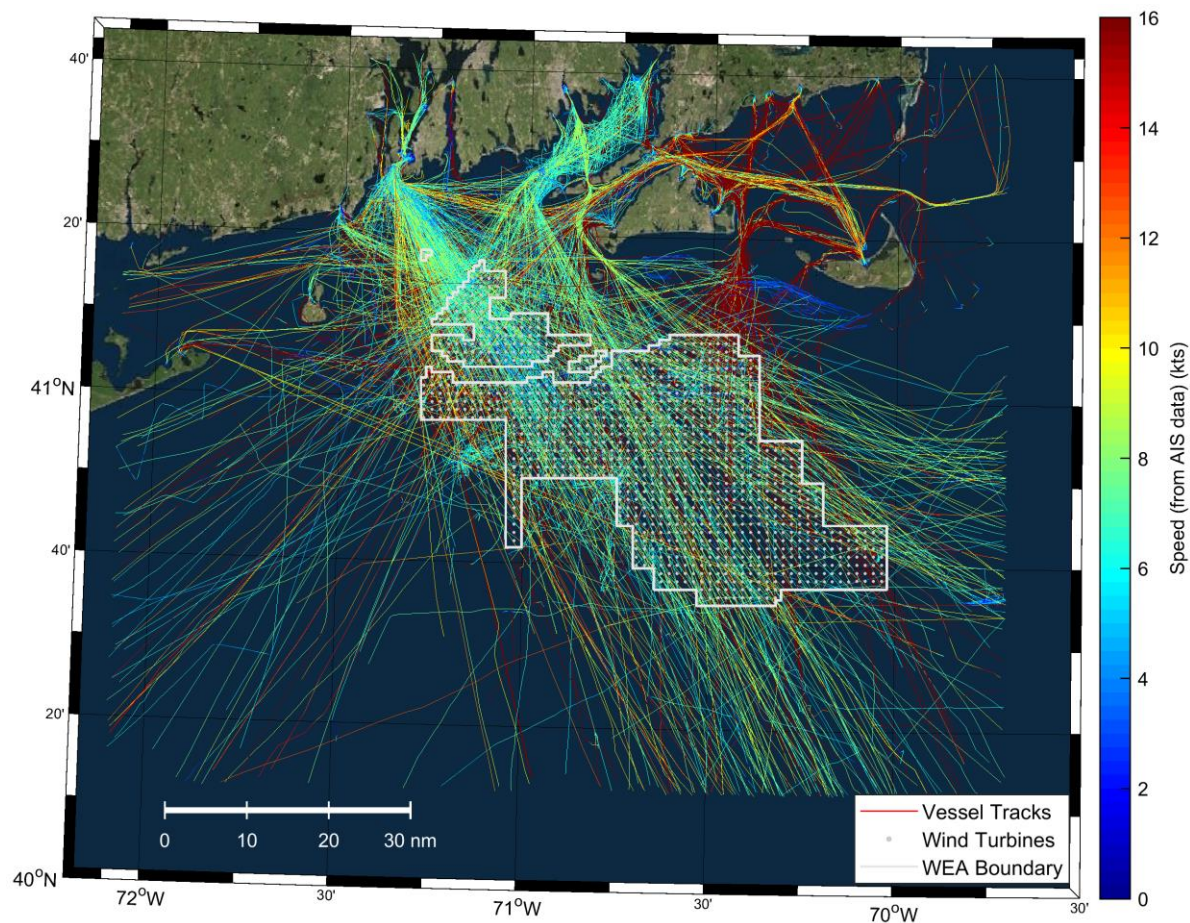 16
14
12
10
8
6
4
2
0
Speed (from AIS data) (kts)
40'
20'
41°N
40'
20'
40°N
72°W
30'
71°W
30'
70°W
30'
0 10 20 30 nm
Vessel Tracks
Wind Turbines
WEA Boundary